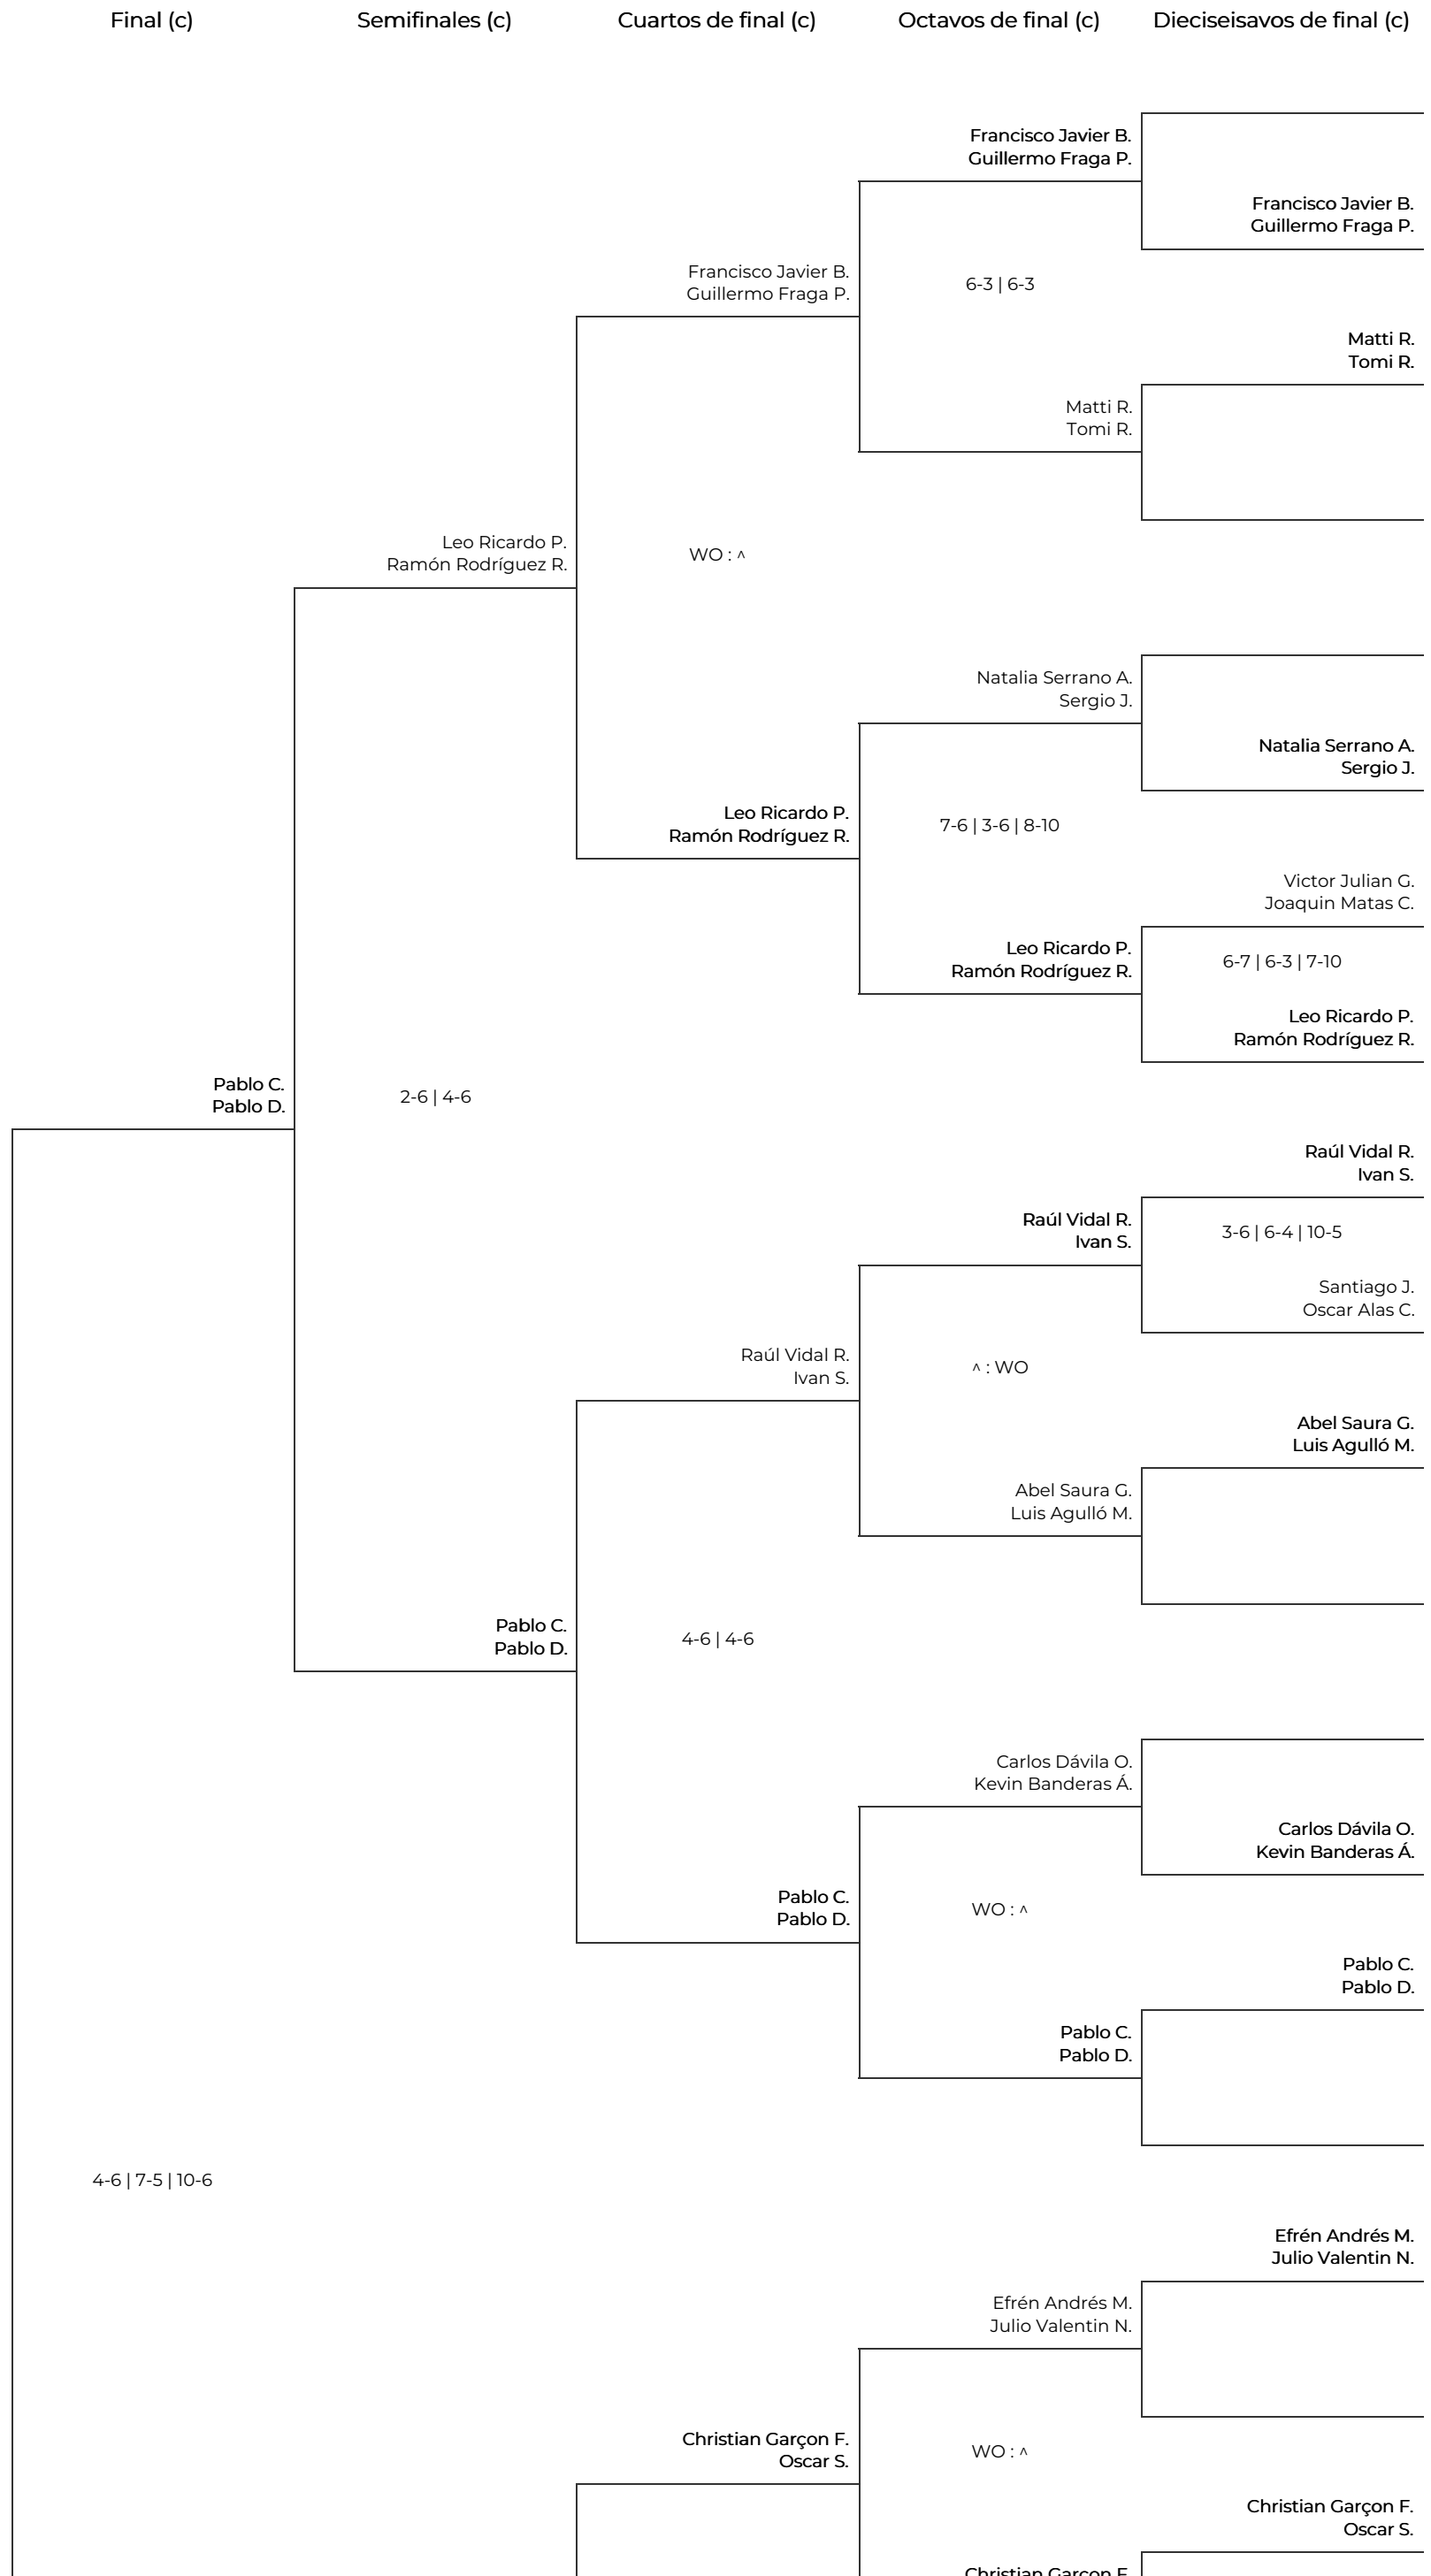 Final (c)
Semifinales (c)
Cuartos de final (c)
Octavos de final (c)
Dieciseisavos de final (c)
Francisco Javier B.
Guillermo Fraga P.
Francisco Javier B.
Guillermo Fraga P.
Francisco Javier B.
Guillermo Fraga P.
6-3 | 6-3
Matti R.
Tomi R.
Matti R.
Tomi R.
Leo Ricardo P.
Ramón Rodríguez R.
WO : ^
Natalia Serrano A.
Sergio J.
Natalia Serrano A.
Sergio J.
Leo Ricardo P.
Ramón Rodríguez R.
7-6 | 3-6 | 8-10
Victor Julian G.
Joaquin Matas C.
Leo Ricardo P.
Ramón Rodríguez R.
6-7 | 6-3 | 7-10
Leo Ricardo P.
Ramón Rodríguez R.
Pablo C.
Pablo D.
2-6 | 4-6
Raúl Vidal R.
Ivan S.
Raúl Vidal R.
Ivan S.
3-6 | 6-4 | 10-5
Santiago J.
Oscar Alas C.
Raúl Vidal R.
Ivan S.
^ : WO
Abel Saura G.
Luis Agulló M.
Abel Saura G.
Luis Agulló M.
Pablo C.
Pablo D.
4-6 | 4-6
Carlos Dávila O.
Kevin Banderas Á.
Carlos Dávila O.
Kevin Banderas Á.
Pablo C.
Pablo D.
WO : ^
Pablo C.
Pablo D.
Pablo C.
Pablo D.
4-6 | 7-5 | 10-6
Efrén Andrés M.
Julio Valentin N.
Efrén Andrés M.
Julio Valentin N.
Christian Garçon F.
Oscar S.
WO : ^
Christian Garçon F.
Oscar S.
Christian Garçon F.